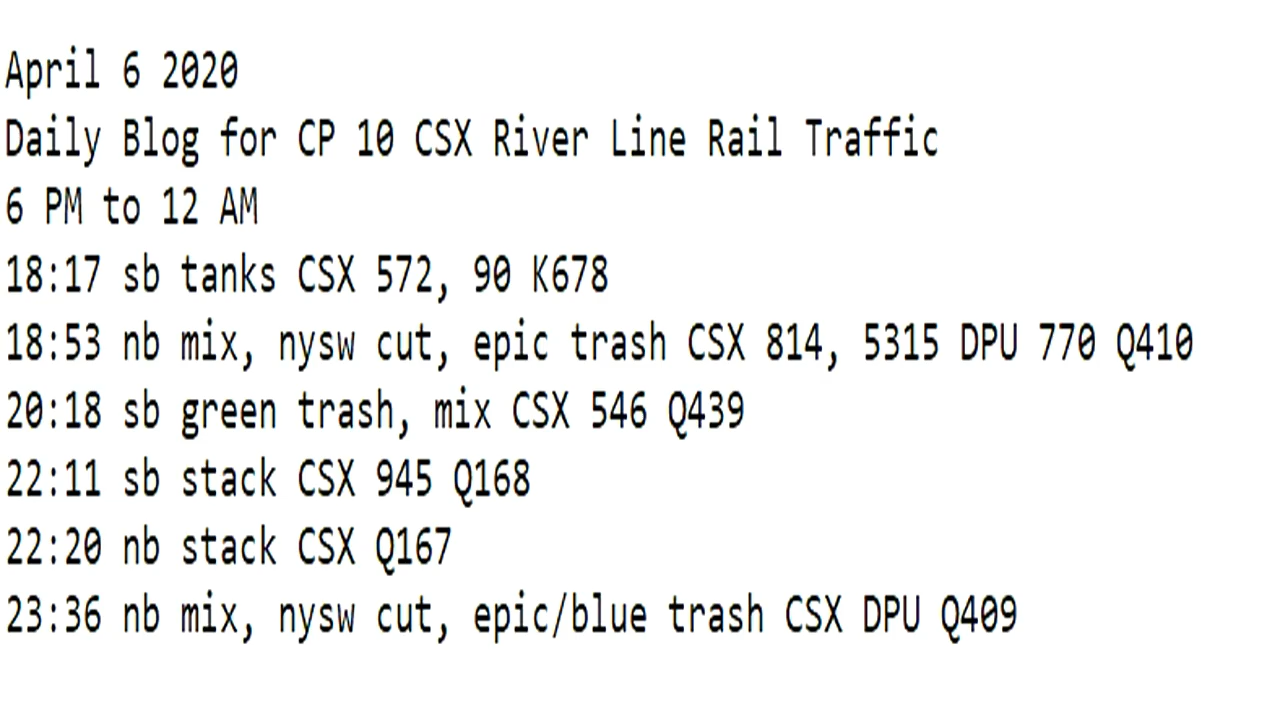 April 6 2020
Daily Blog for CP 10 CSX River Line Rail Traffic
6 PM to 12 AM
18:17 sb tanks CSX 572, 90 K678
18:53 nb mix, nysw cut, epic trash CSX 814, 5315 DPU 770 Q410
20:18 sb green trash, mix CSX 546 Q439
22:11 sb stack CSX 945 Q168
22:20 nb stack CSX Q167
23:36 nb mix, nysw cut, epic/blue trash CSX DPU Q409